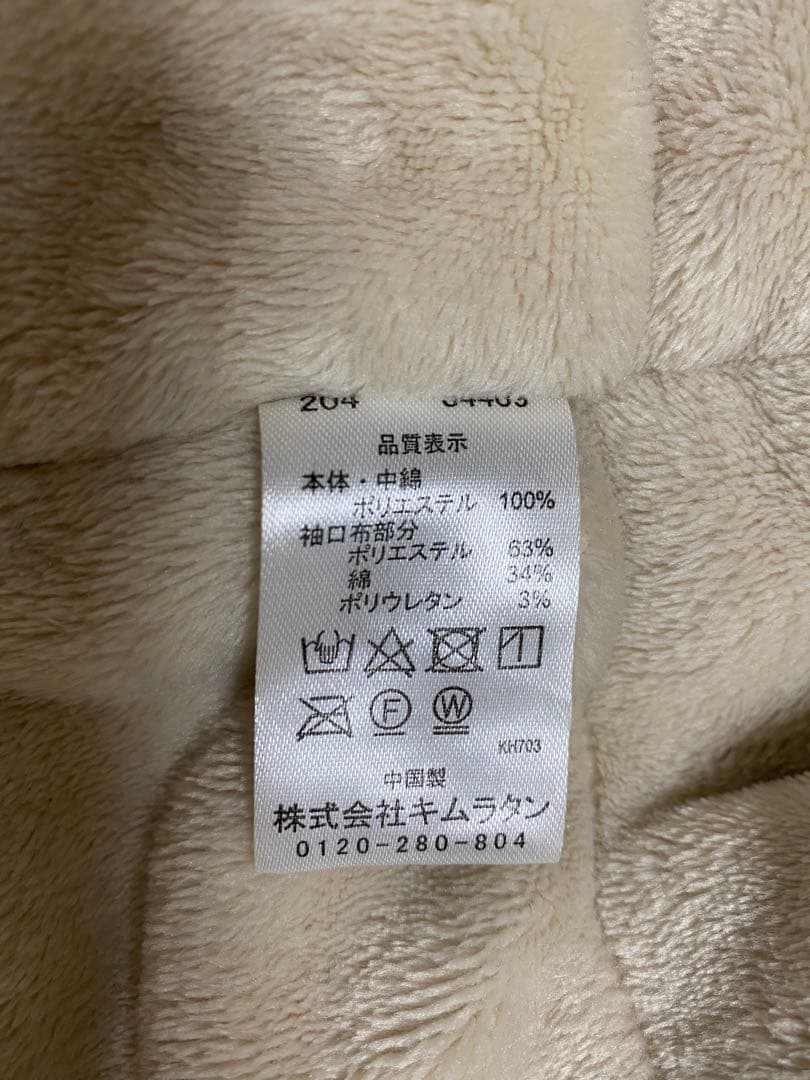 204 04403
品質表示
本体・中綿
ポリエステル 100%
袖口布部分
ポリエステル 63%
綿 34%
ポリウレタン 3%
F W
KH703
中国製
株式会社キムラタン
0120-280-804